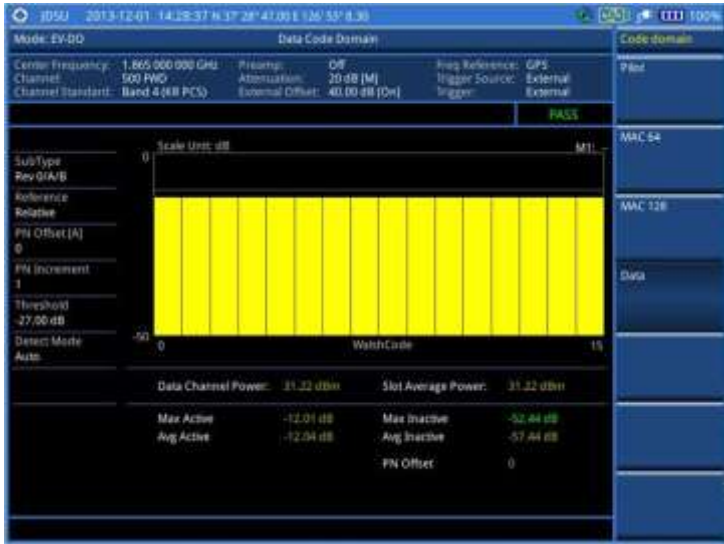 JDSU 2013-12-01 14:28:37 N 37° 28' 47.00 E 126° 53' 8.30 100%
Mode: EV-DO Data Code Domain Code domain
Center Frequency: 1.865 000 000 GHz Preamp: Off Freq Reference: GPS
Channel: 500 FWD Attenuation: 20 dB [M] Trigger Source: External
Channel Standard: Band 4 (KR PCS) External Offset: 40.00 dB [On] Trigger: External
PASS
Pilot
MAC 64
MAC 128
Data
Scale Unit: dB M1: --
0
SubType
Rev 0/A/B
Reference
Relative
PN Offset [A]
0
PN Increment
1
Threshold
-27.00 dB
Detect Mode
Auto
-50
0 WalshCode 15
Data Channel Power: 31.22 dBm Slot Average Power: 31.22 dBm
Max Active -12.01 dB Max Inactive -52.44 dB
Avg Active -12.04 dB Avg Inactive -57.44 dB
PN Offset 0